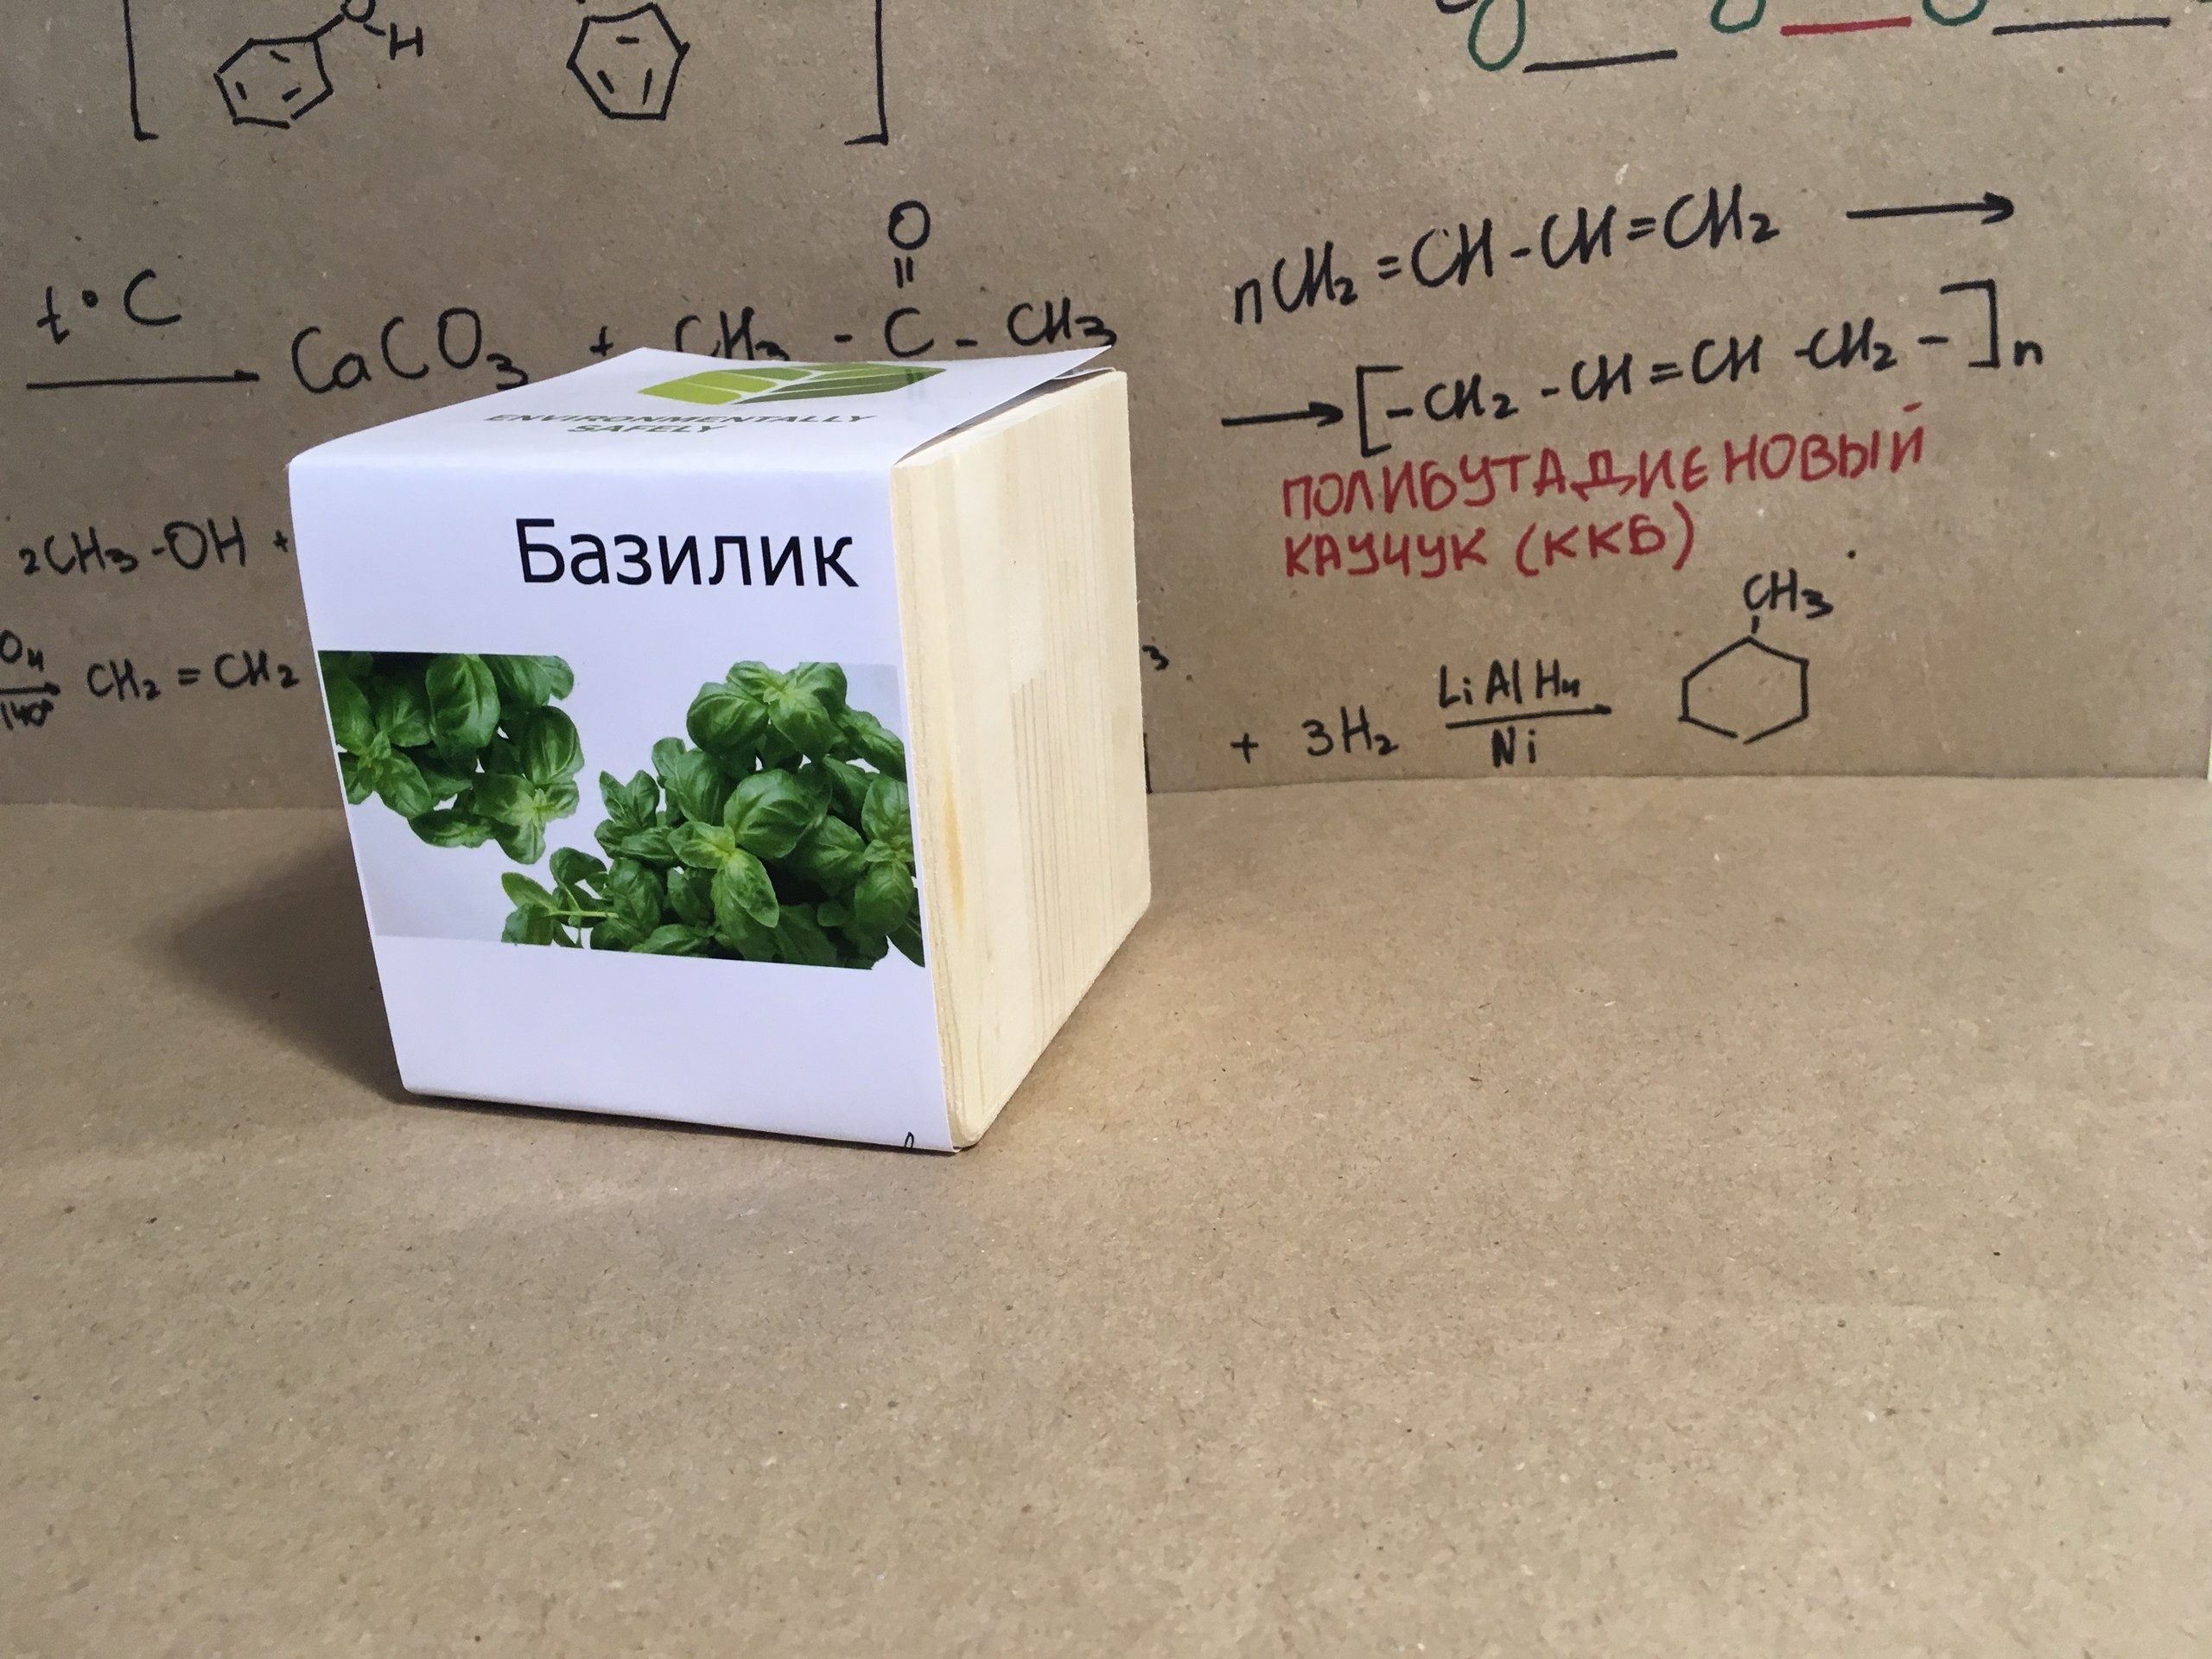 H
t°C
CaCO₃ + CH₃ - C - CH₃
O
nCH₂ = CH - CH = CH₂ →
→ [- CH₂ - CH = CH - CH₂ -]n
ПОЛИБУТАДИЕНОВЫЙ
КАУЧУК (ККБ)
ENVIRONMENTALLY
SAFELY
Базилик
2CH₃-OH +
CH₂ = CH₂
140°
CH₃
+ 3H₂
LiAlH₄
Ni